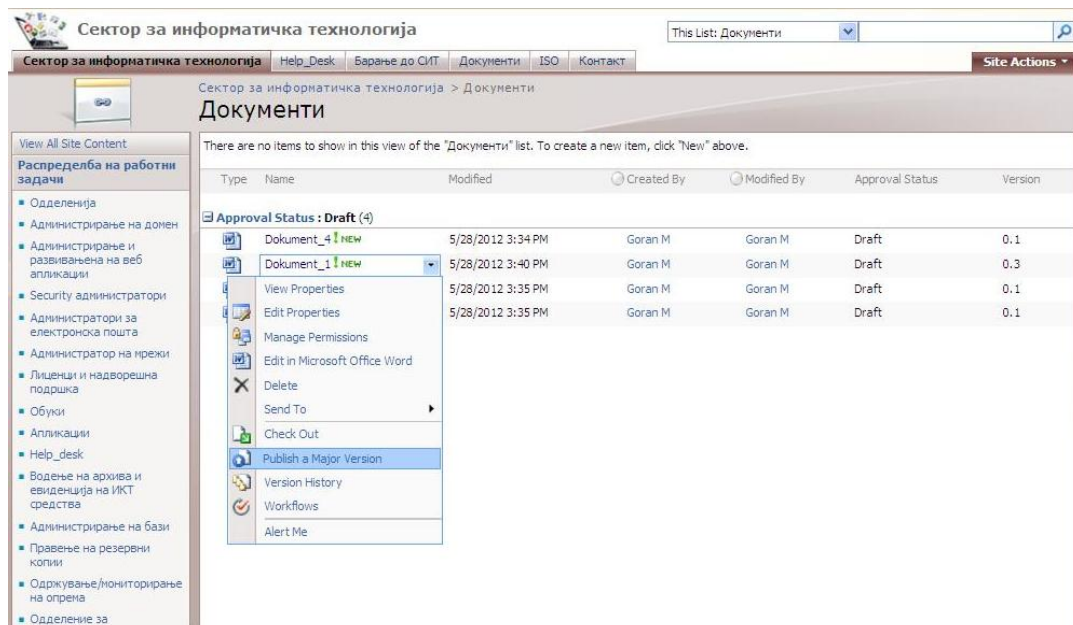 Сектор за информатичка технологија
This List: Документи
Сектор за информатичка технологија Help_Desk Барање до СИТ Документи ISO Контакт Site Actions
Сектор за информатичка технологија > Документи
Документи
View All Site Content
Распределба на работни
задачи
Одделенија
Администрирање на домен
Администрирање и
развивањена на веб
апликации
Security администратори
Администратори за
електронска пошта
Администратор на мрежи
Лиценци и надворешна
подршка
Обуки
Апликации
Help_desk
Водење на архива и
евиденција на ИКТ
средства
Администрирање на бази
Правење на резервни
копии
Одржување/мониторирање
на опрема
Одделение за
There are no items to show in this view of the "Документи" list. To create a new item, click "New" above.
Type Name Modified Created By Modified By Approval Status Version
Approval Status : Draft (4)
Dokument_4 ! NEW 5/28/2012 3:34 PM Goran M Goran M Draft 0.1
Dokument_1 ! NEW 5/28/2012 3:40 PM Goran M Goran M Draft 0.3
5/28/2012 3:35 PM Goran M Goran M Draft 0.1
5/28/2012 3:35 PM Goran M Goran M Draft 0.1
View Properties
Edit Properties
Manage Permissions
Edit in Microsoft Office Word
Delete
Send To
Check Out
Publish a Major Version
Version History
Workflows
Alert Me